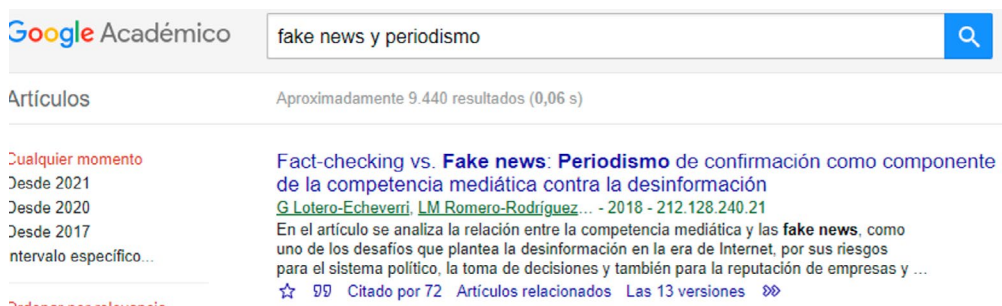 Google Académico
fake news y periodismo
Artículos
Aproximadamente 9.440 resultados (0,06 s)
Cualquier momento
Desde 2021
Desde 2020
Desde 2017
Intervalo específico...
Fact-checking vs. Fake news: Periodismo de confirmación como componente
de la competencia mediática contra la desinformación
G Lotero-Echeverri, LM Romero-Rodríguez... - 2018 - 212.128.240.21
En el artículo se analiza la relación entre la competencia mediática y las fake news, como
uno de los desafíos que plantea la desinformación en la era de Internet, por sus riesgos
para el sistema político, la toma de decisiones y también para la reputación de empresas y ...
Citado por 72 Artículos relacionados Las 13 versiones